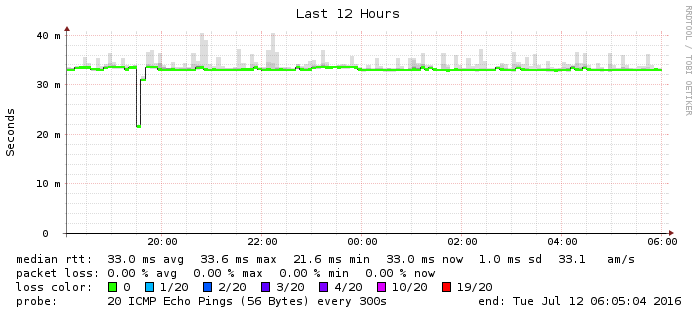 Last 12 Hours
RRDTOOL / TOBI OETIKER
Seconds
40 m
30 m
20 m
10 m
0
20:00 22:00 00:00 02:00 04:00 06:00
median rtt: 33.0 ms avg 33.6 ms max 21.6 ms min 33.0 ms now 1.0 ms sd 33.1 am/s
packet loss: 0.00 % avg 0.00 % max 0.00 % min 0.00 % now
loss color: 0 1/20 2/20 3/20 4/20 10/20 19/20
probe: 20 ICMP Echo Pings (56 Bytes) every 300s end: Tue Jul 12 06:05:04 2016